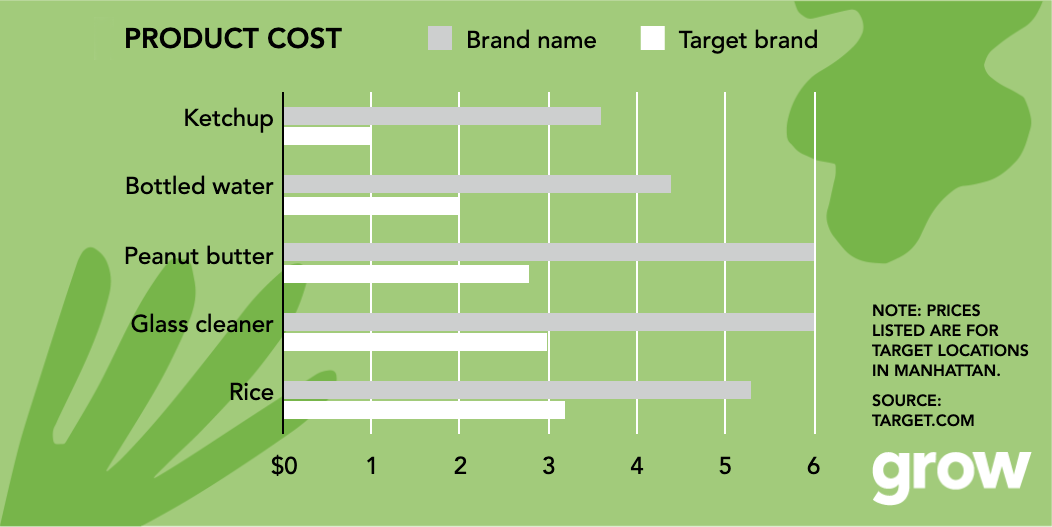 PRODUCT COST
Brand name
Target brand
Ketchup
Bottled water
Peanut butter
Glass cleaner
Rice
$0 1 2 3 4 5 6
NOTE: PRICES
LISTED ARE FOR
TARGET LOCATIONS
IN MANHATTAN.
SOURCE:
TARGET.COM
grow